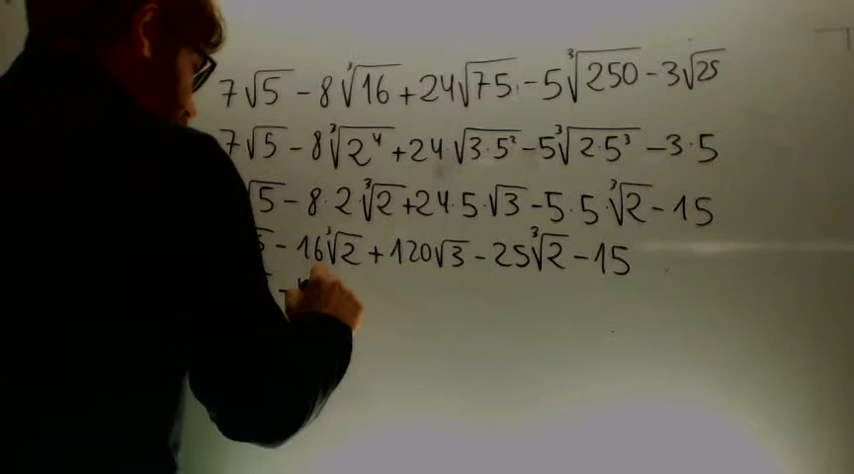 7√5 - 8∛16 + 24√75 - 5∛250 - 3√25
7√5 - 8∛2⁴ + 24·√3·5² - 5∛2·5³ - 3·5
√5 - 8·2∛2 + 24·5·√3 - 5·5·∛2 - 15
- 16∛2 + 120√3 - 25∛2 - 15
-